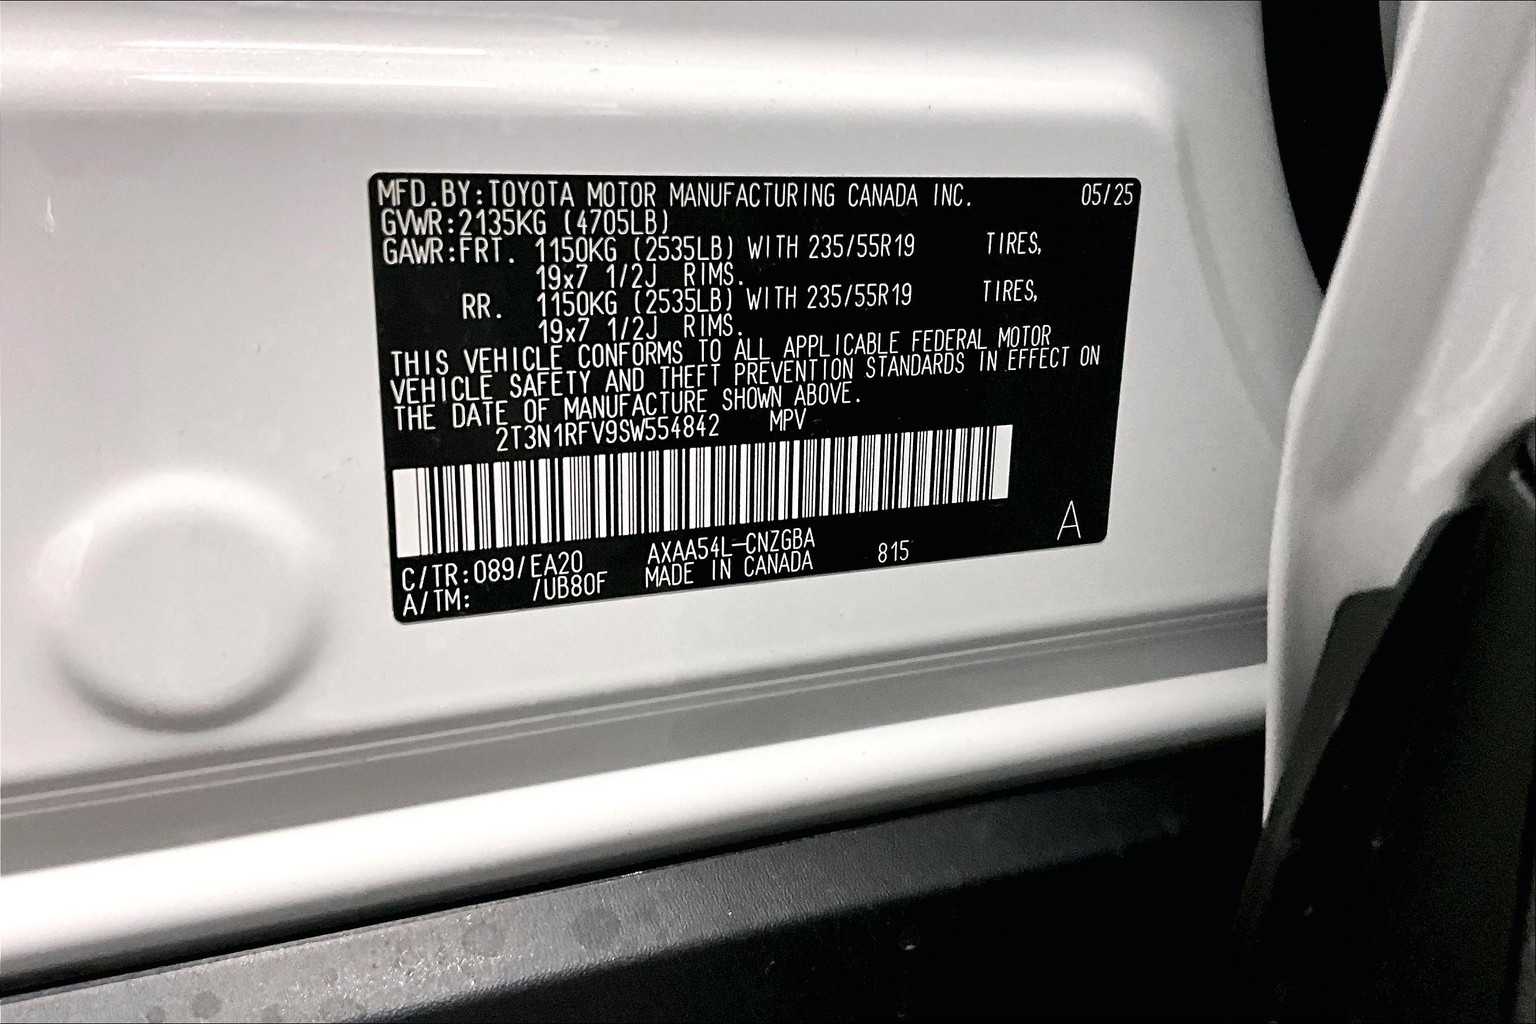 MFD.BY:TOYOTA MOTOR MANUFACTURING CANADA INC. 05/25
GVWR:2135KG (4705LB)
GAWR:FRT. 1150KG (2535LB) WITH 235/55R19 TIRES,
19x7 1/2J RIMS.
RR. 1150KG (2535LB) WITH 235/55R19 TIRES,
19x7 1/2J RIMS.
THIS VEHICLE CONFORMS TO ALL APPLICABLE FEDERAL MOTOR
VEHICLE SAFETY AND THEFT PREVENTION STANDARDS IN EFFECT ON
THE DATE OF MANUFACTURE SHOWN ABOVE.
2T3N1RFV9SW554842 MPV
C/TR:089/EA20 AXAA54L-CNZGBA 815 A
A/TM: /UB80F MADE IN CANADA